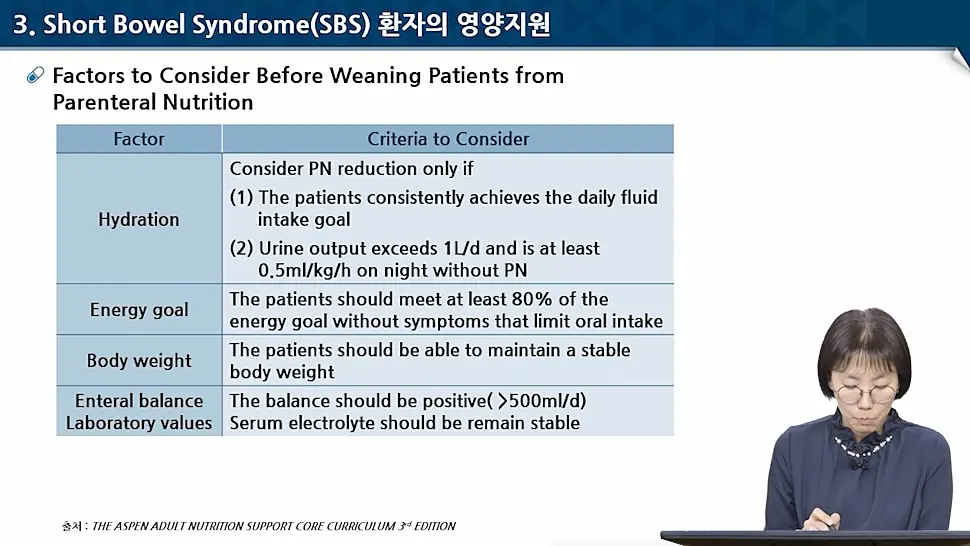 3. Short Bowel Syndrome(SBS) 환자의 영양지원
Factors to Consider Before Weaning Patients from
Parenteral Nutrition
Factor
Criteria to Consider
Hydration
Consider PN reduction only if
(1) The patients consistently achieves the daily fluid
intake goal
(2) Urine output exceeds 1L/d and is at least
0.5ml/kg/h on night without PN
Energy goal
The patients should meet at least 80% of the
energy goal without symptoms that limit oral intake
Body weight
The patients should be able to maintain a stable
body weight
Enteral balance
The balance should be positive( >500ml/d)
Laboratory values
Serum electrolyte should be remain stable
출처 : THE ASPEN ADULT NUTRITION SUPPORT CORE CURRICULUM 3rd EDITION